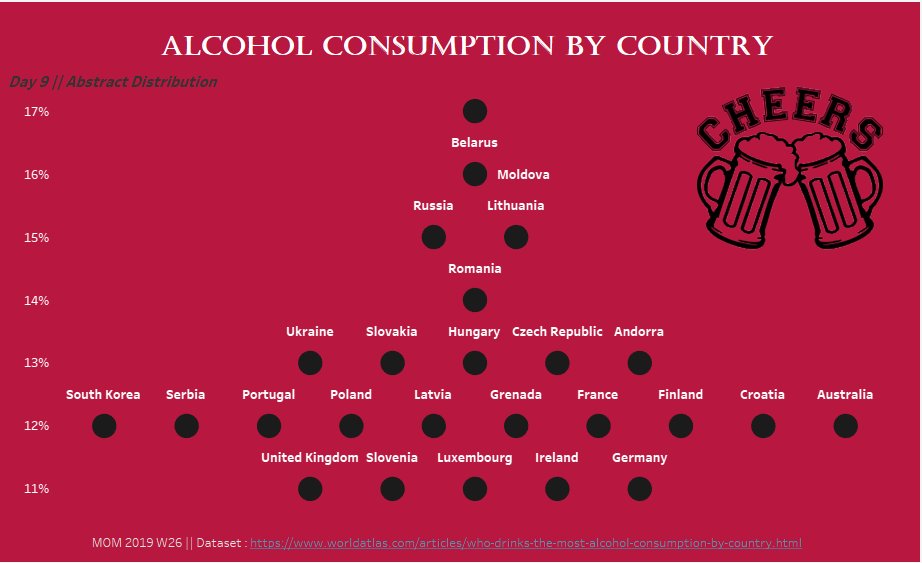 ALCOHOL CONSUMPTION BY COUNTRY
Day 9 || Abstract Distribution
CHEERS
17%
Belarus
16%
Moldova
Russia Lithuania
15%
Romania
14%
Ukraine Slovakia Hungary Czech Republic Andorra
13%
South Korea Serbia Portugal Poland Latvia Grenada France Finland Croatia Australia
12%
United Kingdom Slovenia Luxembourg Ireland Germany
11%
MOM 2019 W26 || Dataset : https://www.worldatlas.com/articles/who-drinks-the-most-alcohol-consumption-by-country.html